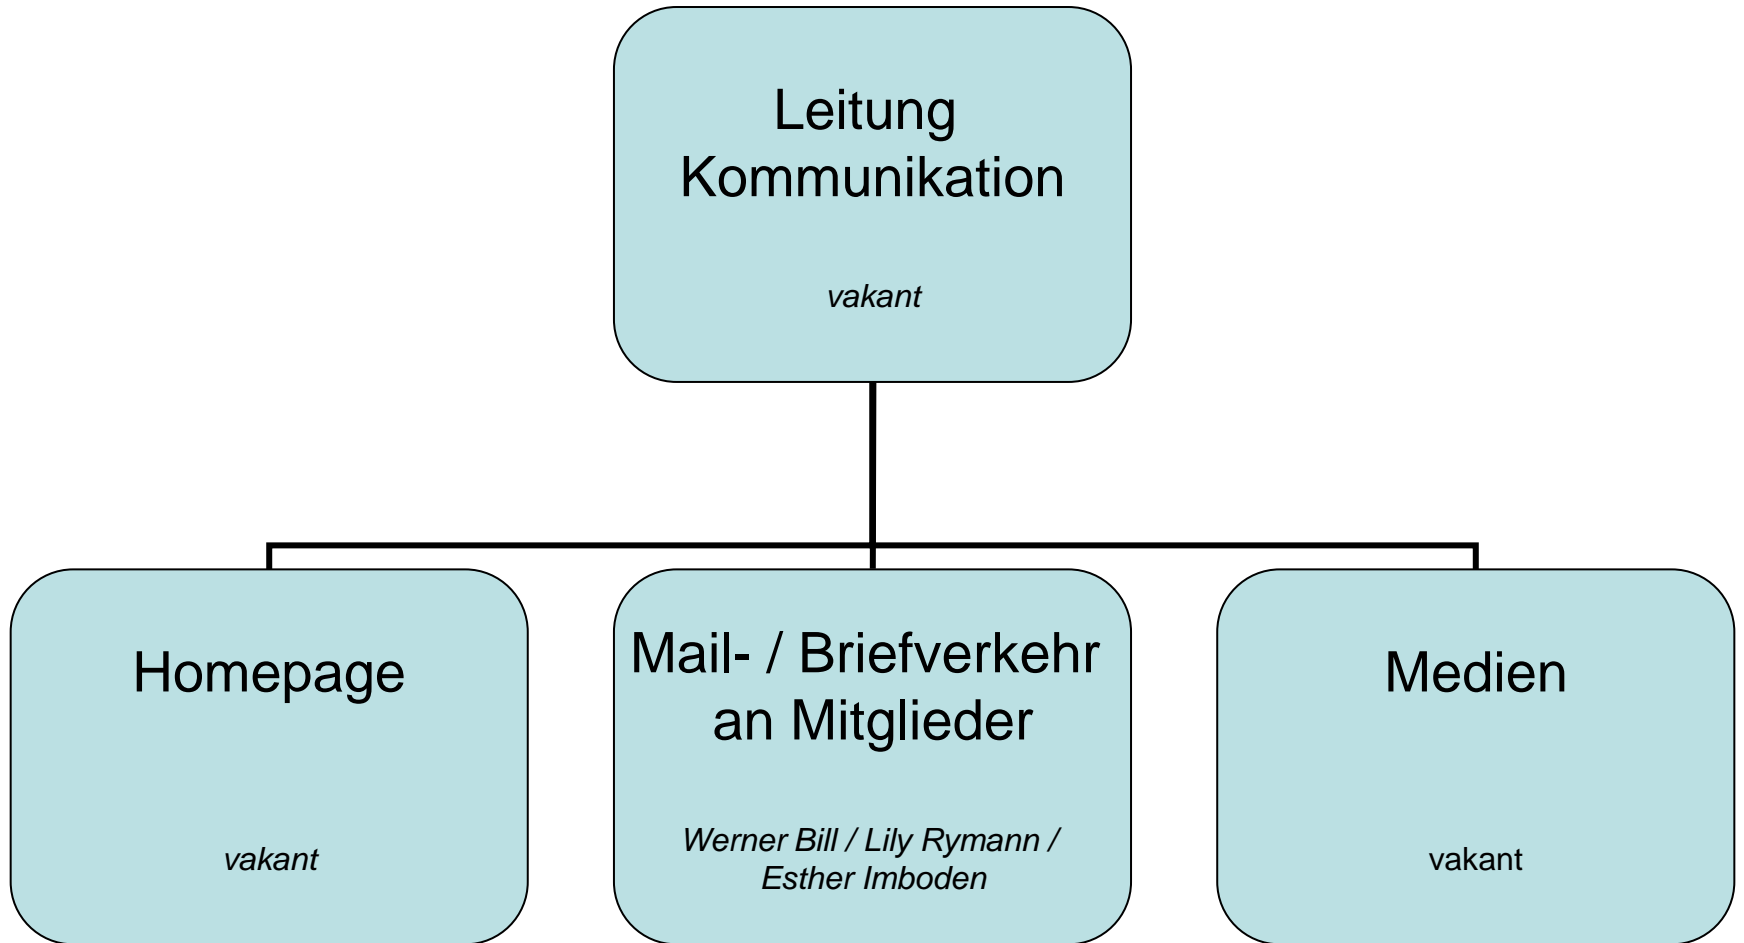 Leitung
Kommunikation
vakant
Homepage
vakant
Mail- / Briefverkehr
an Mitglieder
Werner Bill / Lily Rymann /
Esther Imboden
Medien
vakant